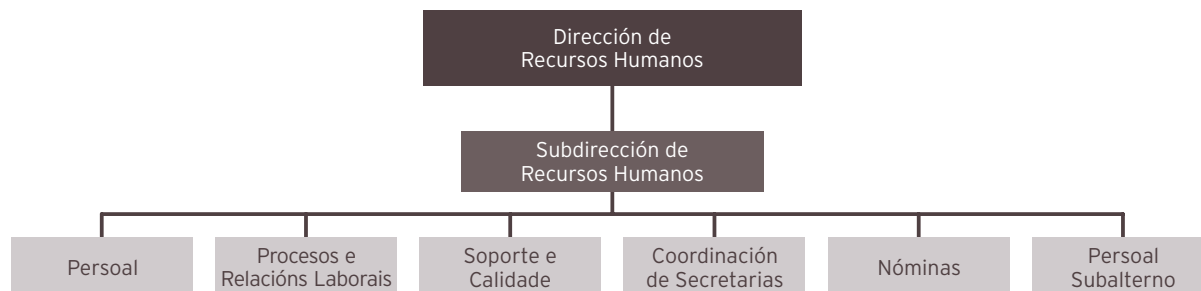 Dirección de
Recursos Humanos
Subdirección de
Recursos Humanos
Persoal
Procesos e
Relacións Laborais
Soporte e
Calidade
Coordinación
de Secretarias
Nóminas
Persoal
Subalterno